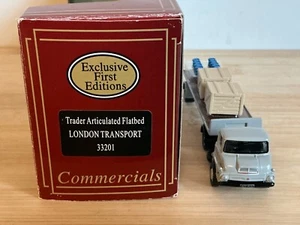 Exclusive
First
Editions
Trader Articulated Flatbed
LONDON TRANSPORT
33201
Commercials